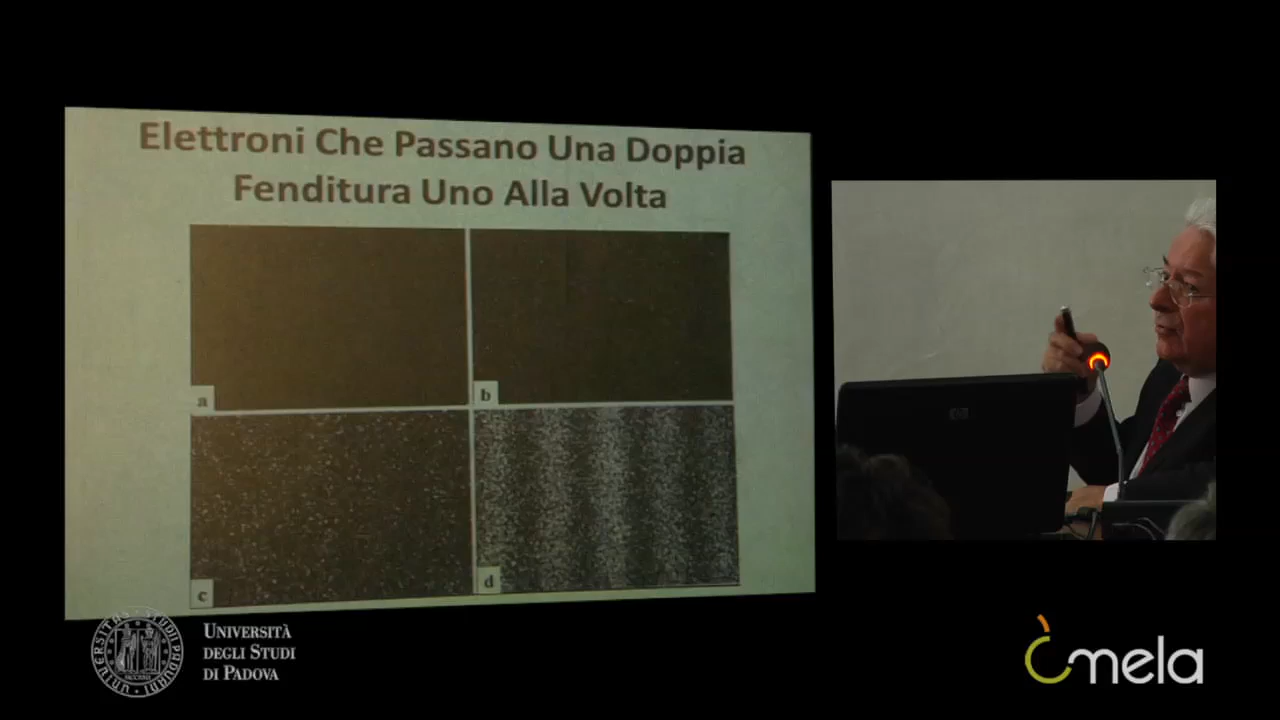 Elettroni Che Passano Una Doppia
Fenditura Uno Alla Volta
a
b
c
d
UNIVERSITÀ
DEGLI STUDI
DI PADOVA
mela